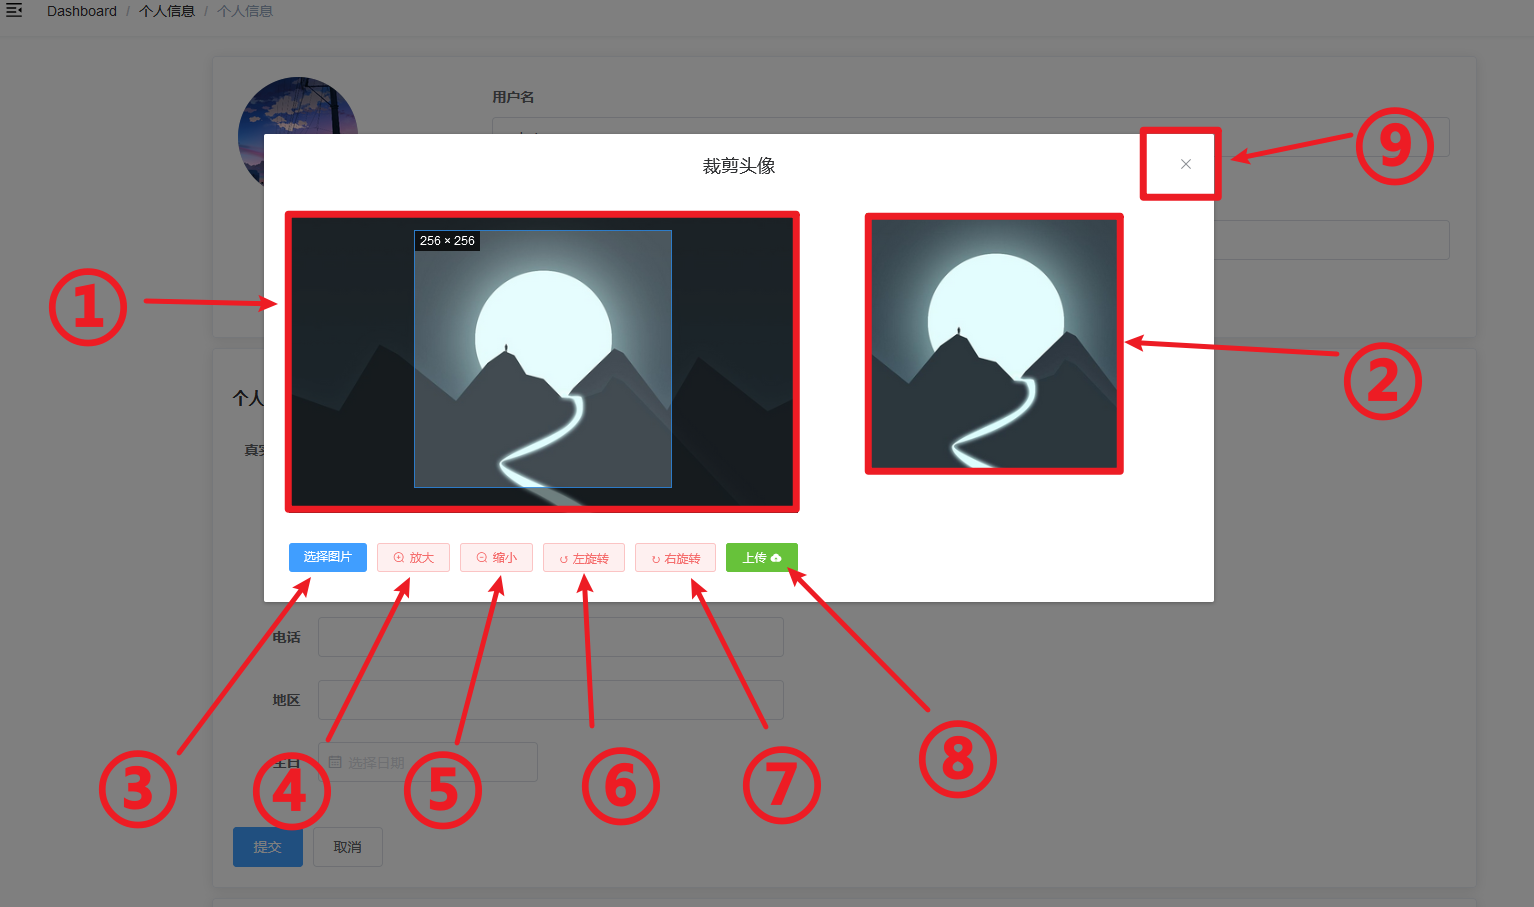 Dashboard / 个人信息 / 个人信息
用户名
⑨
裁剪头像
256 × 256
①
②
个人
真实
选择图片 放大 缩小 左旋转 右旋转 上传
电话
地区
生日 选择日期
③ ④ ⑤ ⑥ ⑦ ⑧
提交 取消